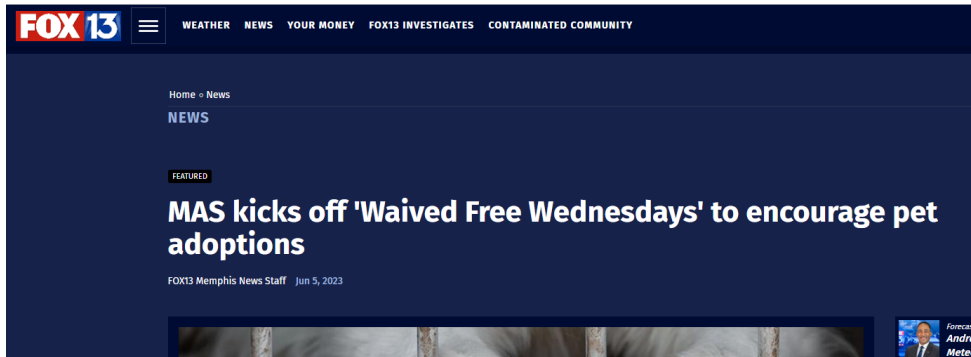 FOX 13 WEATHER NEWS YOUR MONEY FOX13 INVESTIGATES CONTAMINATED COMMUNITY
Home News
NEWS
FEATURED
MAS kicks off 'Waived Free Wednesdays' to encourage pet
adoptions
FOX13 Memphis News Staff Jun 5, 2023